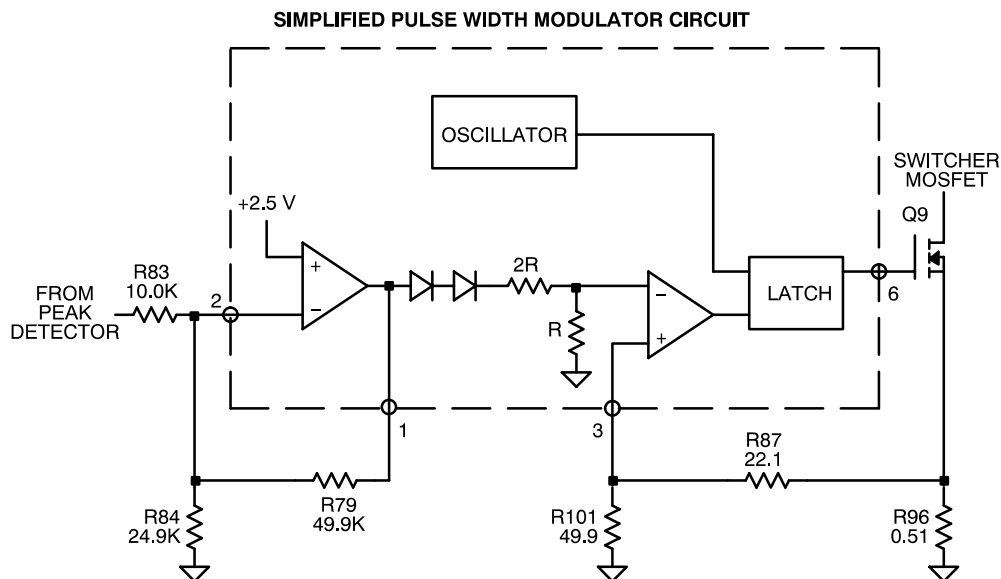 SIMPLIFIED PULSE WIDTH MODULATOR CIRCUIT
OSCILLATOR
SWITCHER
MOSFET
Q9
+2.5 V
R83
10.0K
FROM
PEAK
DETECTOR
2
+
−
2R
R
−
+
LATCH
6
1
3
R87
22.1
R79
49.9K
R84
24.9K
R101
49.9
R96
0.51